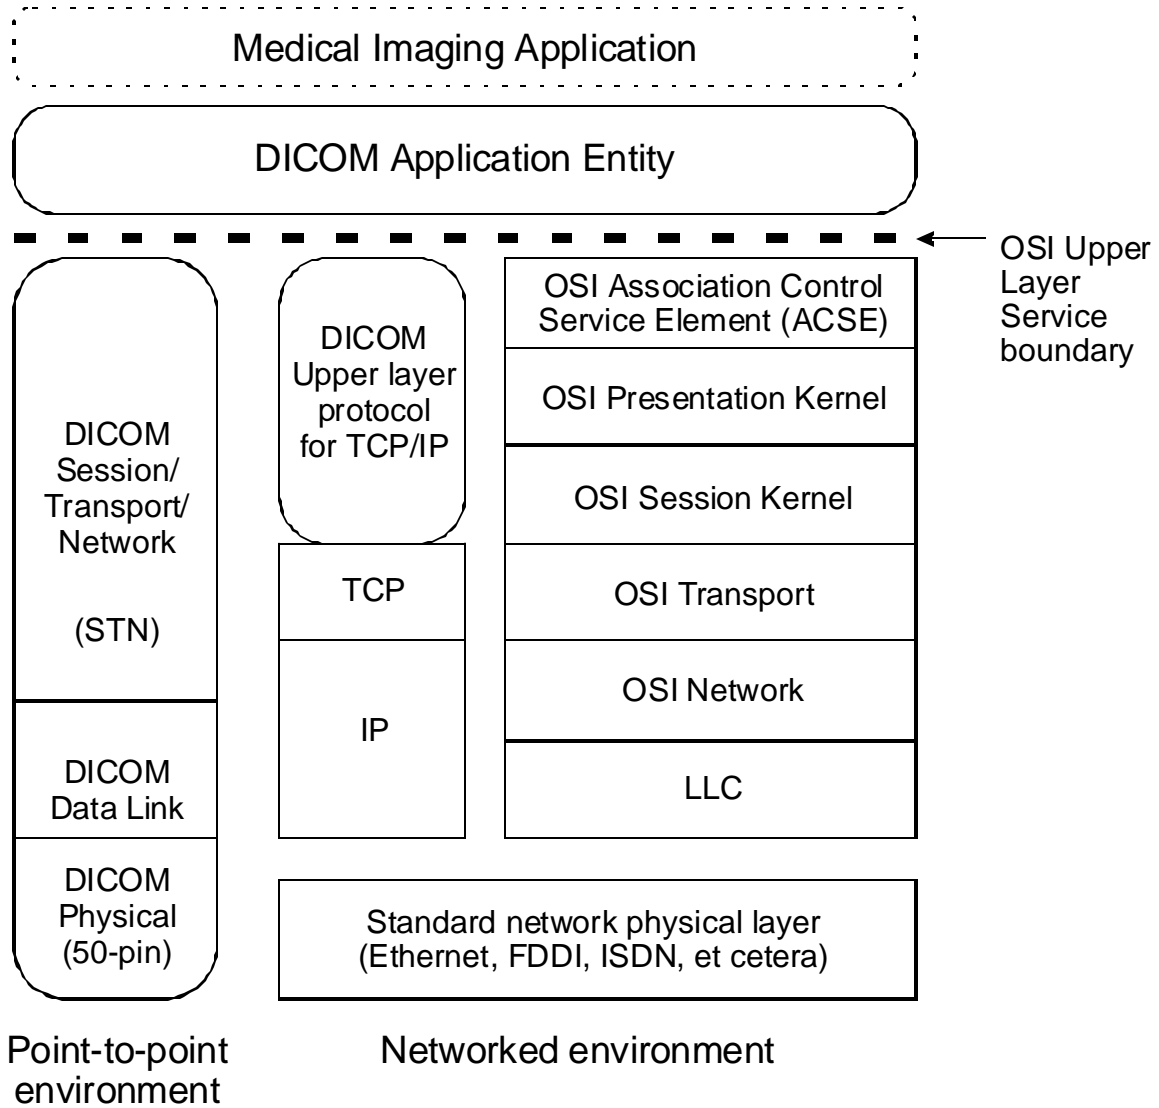 Medical Imaging Application
DICOM Application Entity
OSI Upper
Layer
Service
boundary
DICOM
Session/
Transport/
Network
(STN)
DICOM
Data Link
DICOM
Physical
(50-pin)
DICOM
Upper layer
protocol
for TCP/IP
TCP
IP
OSI Association Control
Service Element (ACSE)
OSI Presentation Kernel
OSI Session Kernel
OSI Transport
OSI Network
LLC
Standard network physical layer
(Ethernet, FDDI, ISDN, et cetera)
Point-to-point
environment
Networked environment